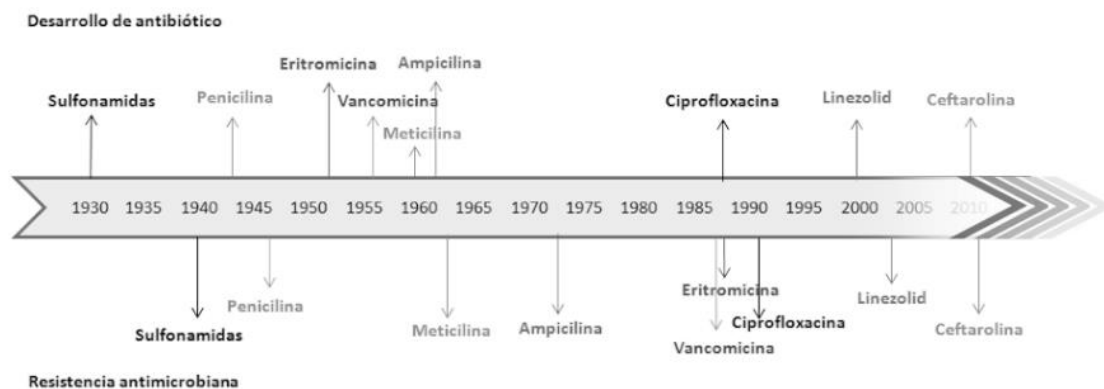 Desarrollo de antibiótico
Eritromicina
Ampicilina
Sulfonamidas
Penicilina
Vancomicina
Meticilina
Ciprofloxacina
Linezolid
Ceftarolina
1930 1935 1940 1945 1950 1955 1960 1965 1970 1975 1980 1985 1990 1995 2000 2005 2010
Penicilina
Sulfonamidas
Meticilina
Ampicilina
Eritromicina
Ciprofloxacina
Vancomicina
Linezolid
Ceftarolina
Resistencia antimicrobiana